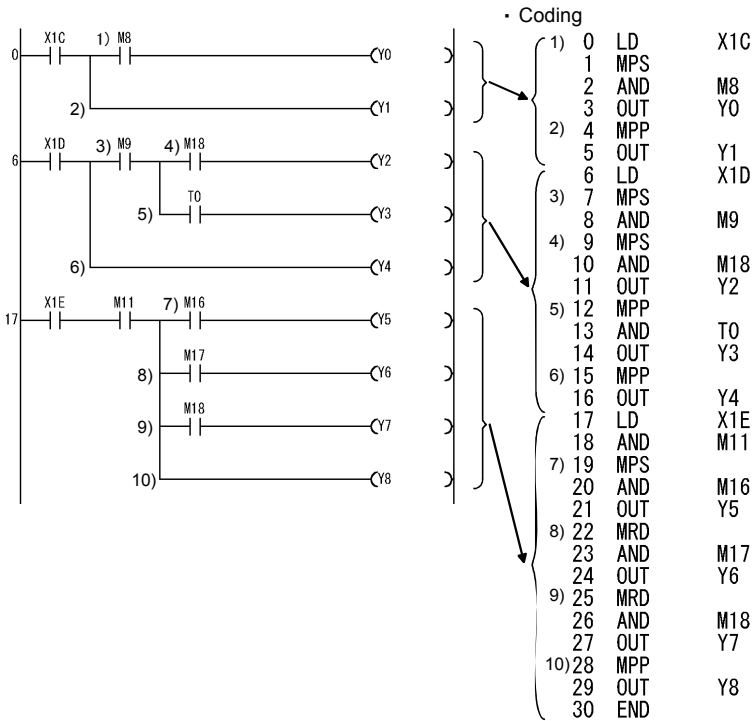 X1C 1) M8
0 Y0
2) Y1
X1D 3) M9 4) M18
6 Y2
T0
5) Y3
6) Y4
X1E M11 7) M16
17 Y5
M17
8) Y6
M18
9) Y7
10) Y8
· Coding
1) 0 LD X1C
1 MPS
2 AND M8
3 OUT Y0
2) 4 MPP
5 OUT Y1
6 LD X1D
3) 7 MPS
8 AND M9
4) 9 MPS
10 AND M18
11 OUT Y2
5) 12 MPP
13 AND T0
14 OUT Y3
6) 15 MPP
16 OUT Y4
17 LD X1E
18 AND M11
7) 19 MPS
20 AND M16
21 OUT Y5
8) 22 MRD
23 AND M17
24 OUT Y6
9) 25 MRD
26 AND M18
27 OUT Y7
10) 28 MPP
29 OUT Y8
30 END